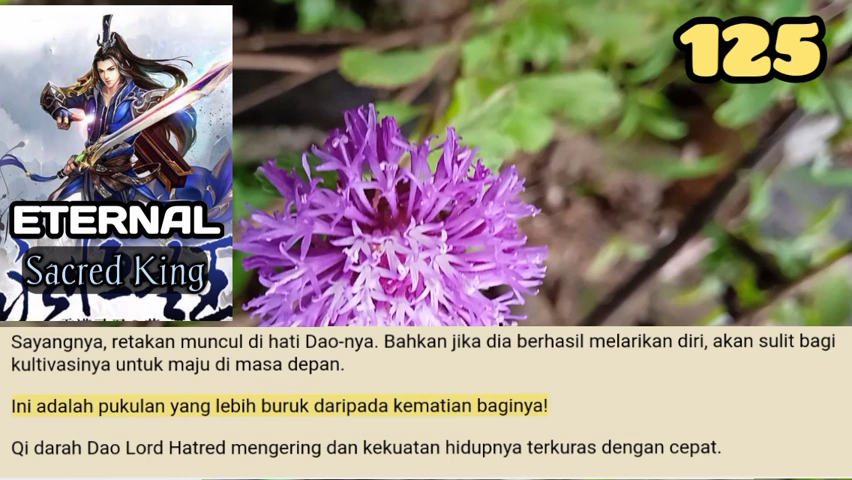 125
ETERNAL
Sacred King
Sayangnya, retakan muncul di hati Dao-nya. Bahkan jika dia berhasil melarikan diri, akan sulit bagi
kultivasinya untuk maju di masa depan.
Ini adalah pukulan yang lebih buruk daripada kematian baginya!
Qi darah Dao Lord Hatred mengering dan kekuatan hidupnya terkuras dengan cepat.